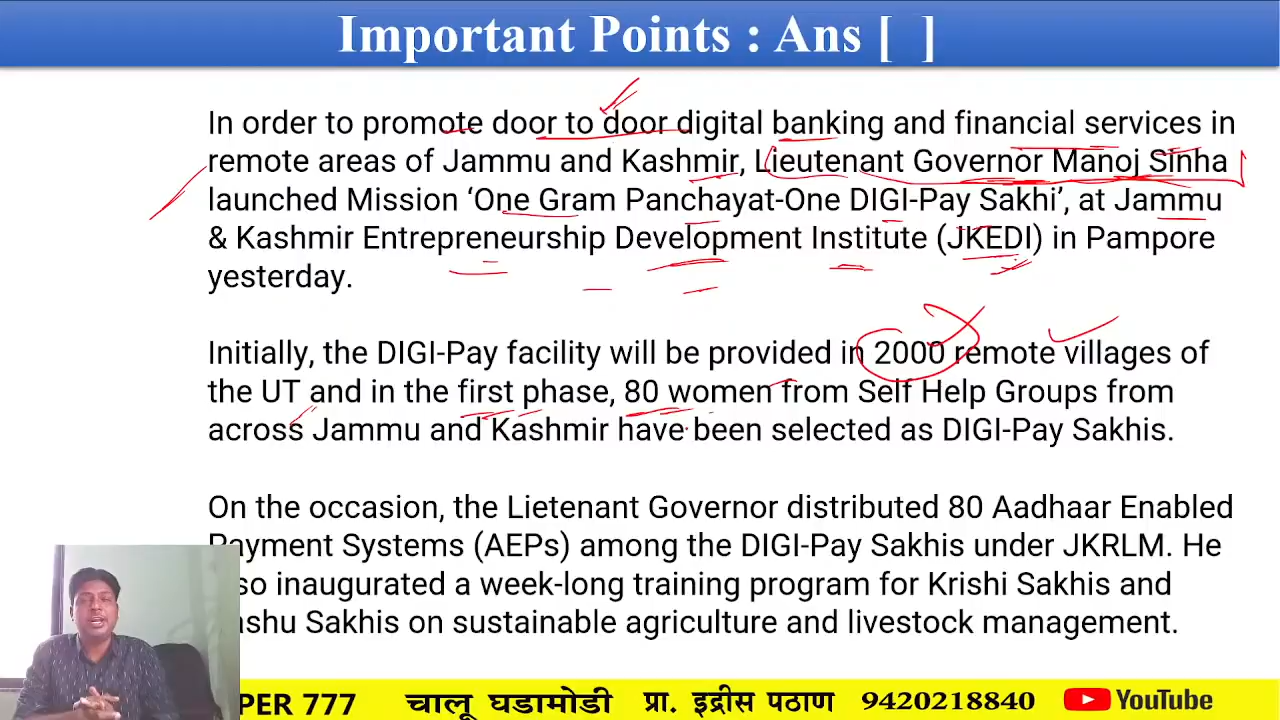 Important Points : Ans [ ]
In order to promote door to door digital banking and financial services in
remote areas of Jammu and Kashmir, Lieutenant Governor Manoj Sinha
launched Mission ‘One Gram Panchayat-One DIGI-Pay Sakhi’, at Jammu
& Kashmir Entrepreneurship Development Institute (JKEDI) in Pampore
yesterday.
Initially, the DIGI-Pay facility will be provided in 2000 remote villages of
the UT and in the first phase, 80 women from Self Help Groups from
across Jammu and Kashmir have been selected as DIGI-Pay Sakhis.
On the occasion, the Lietenant Governor distributed 80 Aadhaar Enabled
Payment Systems (AEPs) among the DIGI-Pay Sakhis under JKRLM. He
inaugurated a week-long training program for Krishi Sakhis and
Sakhis on sustainable agriculture and livestock management.
PER 777 चालू घडामोडी प्रा. इद्रीस पठाण 9420218840 YouTube